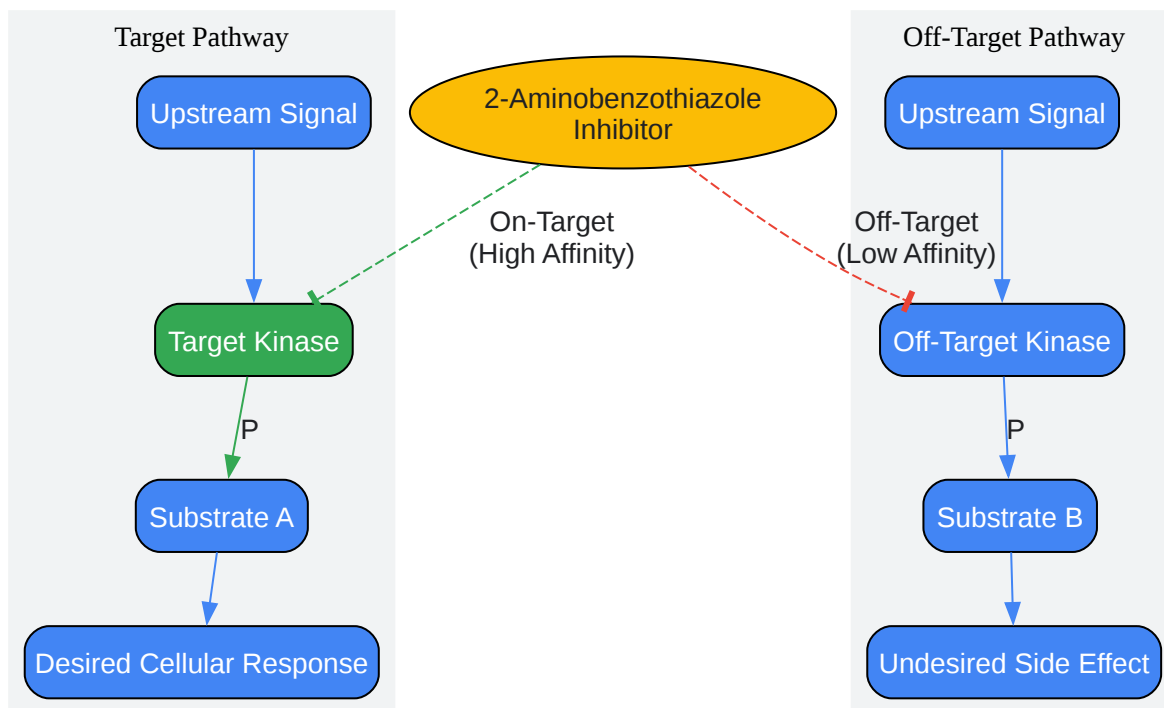 Target Pathway
Off-Target Pathway
Upstream Signal
2-Aminobenzothiazole
Inhibitor
Upstream Signal
On-Target
(High Affinity)
Off-Target
(Low Affinity)
Target Kinase
Off-Target Kinase
P
P
Substrate A
Substrate B
Desired Cellular Response
Undesired Side Effect